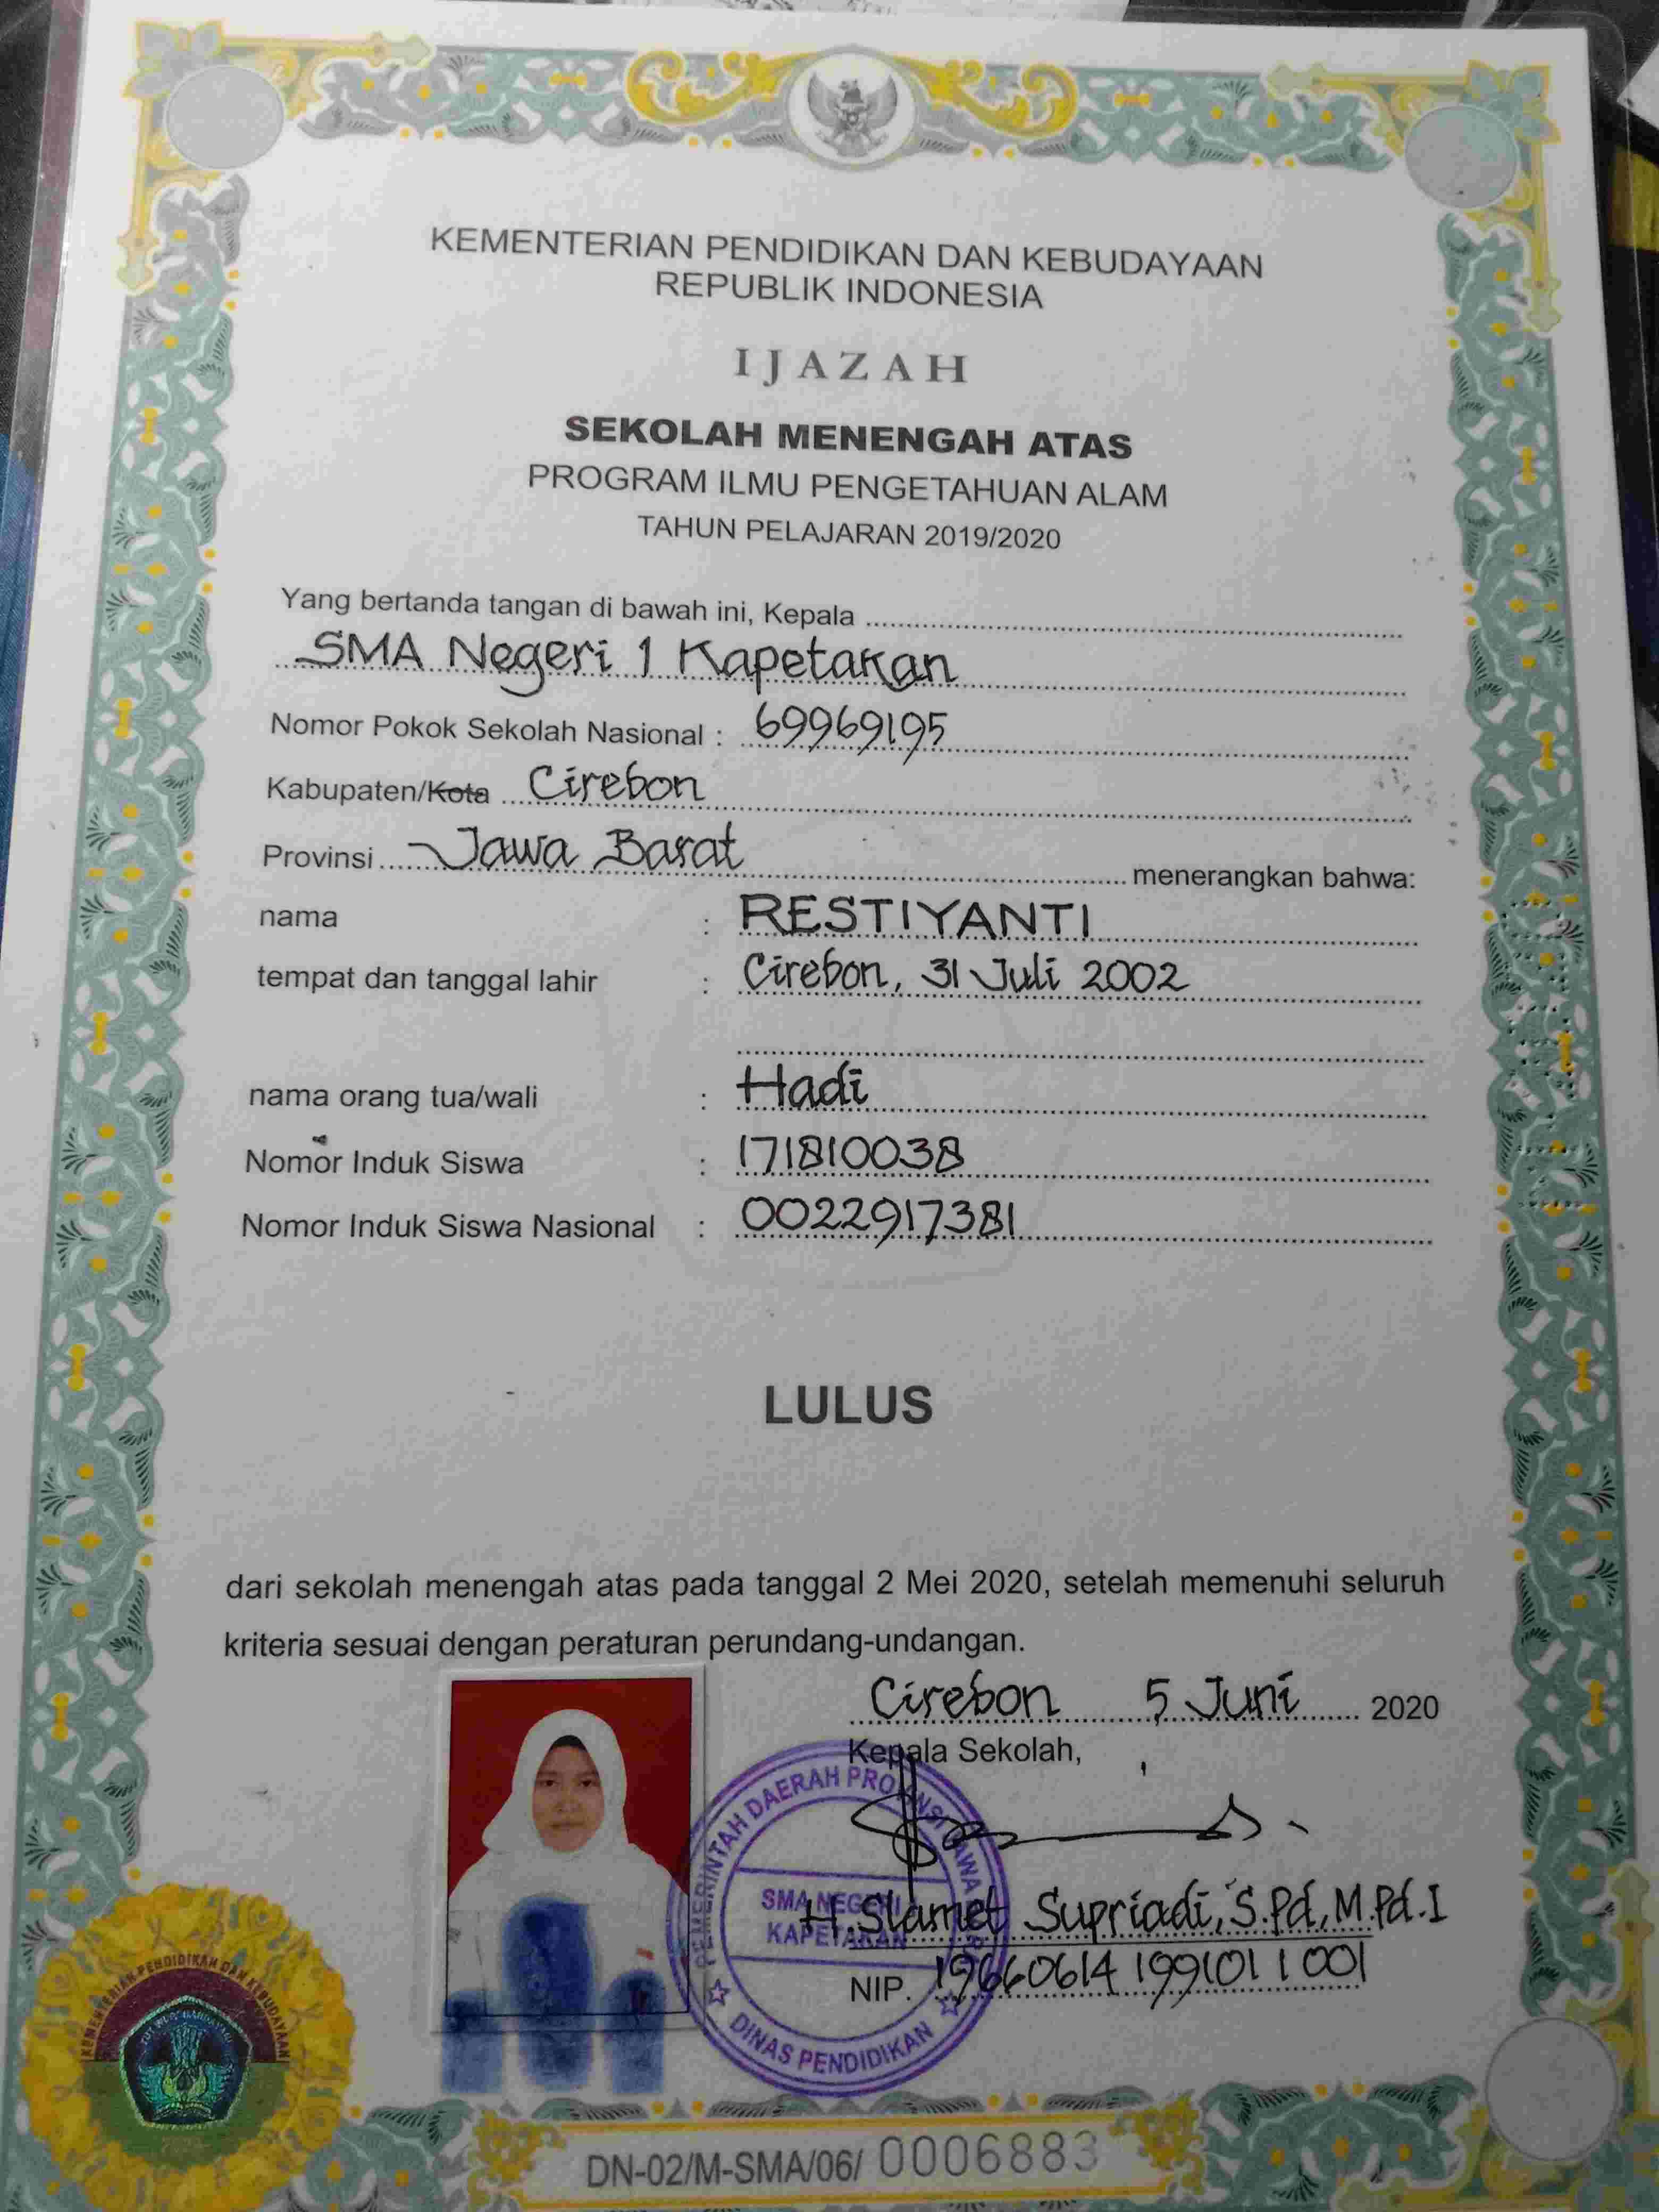 KEMENTERIAN PENDIDIKAN DAN KEBUDAYAAN
REPUBLIK INDONESIA
IJAZAH
SEKOLAH MENENGAH ATAS
PROGRAM ILMU PENGETAHUAN ALAM
TAHUN PELAJARAN 2019/2020
Yang bertanda tangan di bawah ini, Kepala
SMA Negeri 1 Kapetakan
Nomor Pokok Sekolah Nasional : 69969195
Kabupaten/Kota Cirebon
Provinsi Jawa Barat menerangkan bahwa:
nama : RESTIYANTI
tempat dan tanggal lahir : Cirebon, 31 Juli 2002
nama orang tua/wali : Hadi
Nomor Induk Siswa : 171810038
Nomor Induk Siswa Nasional : 0022917381
LULUS
dari sekolah menengah atas pada tanggal 2 Mei 2020, setelah memenuhi seluruh
kriteria sesuai dengan peraturan perundang-undangan.
Cirebon 5 Juni 2020
Kepala Sekolah,
PEMERINTAH DAERAH PROVINSI JAWA
SMA NEGERI
KAPETAKAN
DINAS PENDIDIKAN
H. Slamet Supriadi, S.Pd, M.Pd.I
NIP. 19660614 199101 1 001
KEMENTERIAN PENDIDIKAN DAN KEBUDAYAAN
TUT WURI HANDAYANI
DN-02/M-SMA/06/ 0006883